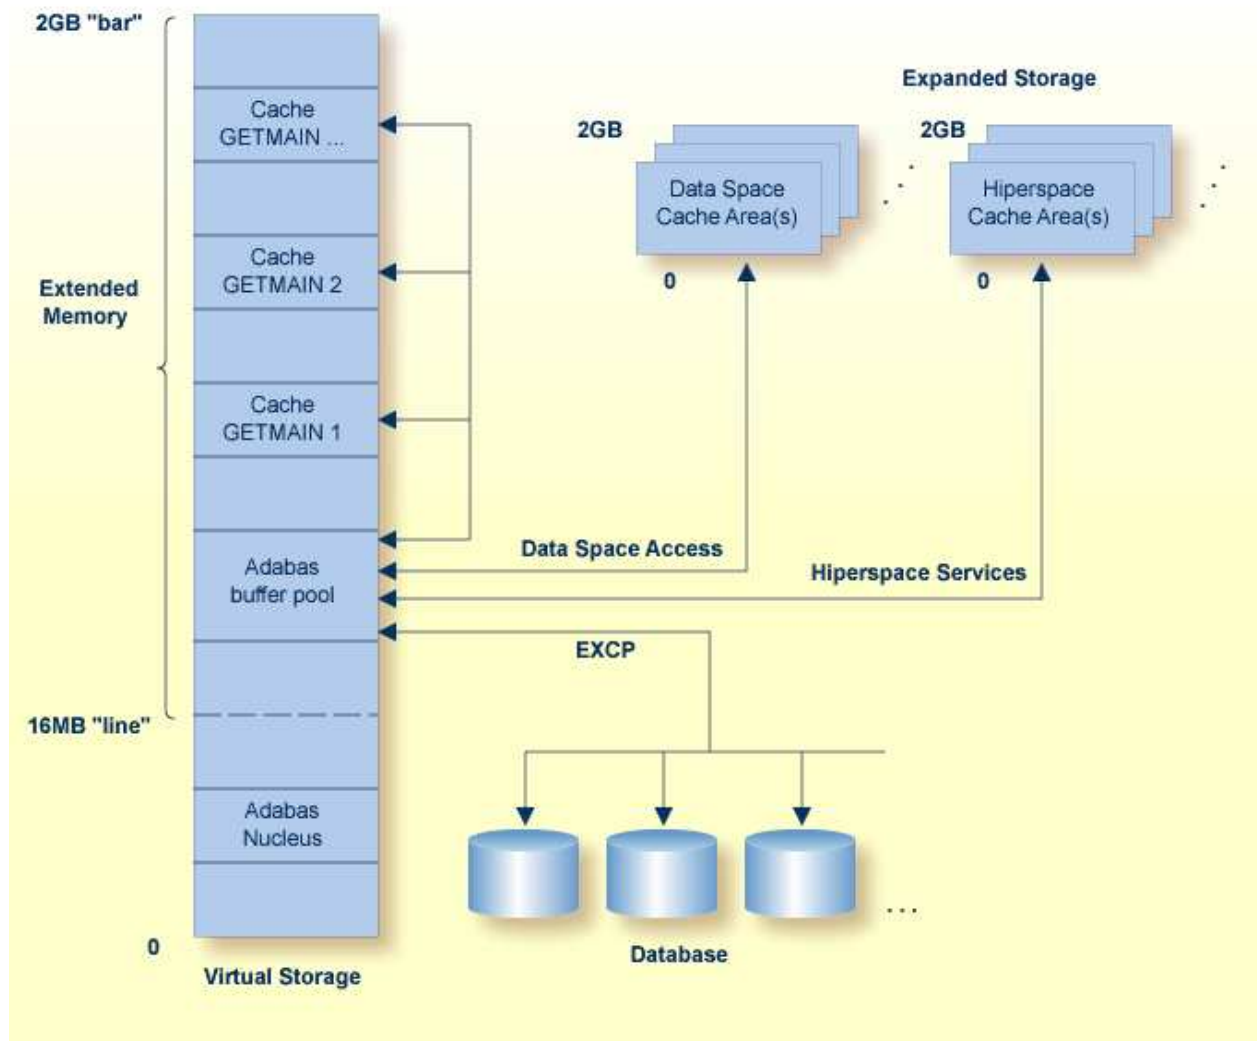 2GB "bar"
Cache
GETMAIN ...
Cache
GETMAIN 2
Extended
Memory
Cache
GETMAIN 1
Adabas
buffer pool
16MB "line"
Adabas
Nucleus
0
Virtual Storage
Expanded Storage
2GB
Data Space
Cache Area(s)
0
...
2GB
Hiperspace
Cache Area(s)
0
...
Data Space Access
Hiperspace Services
EXCP
...
Database